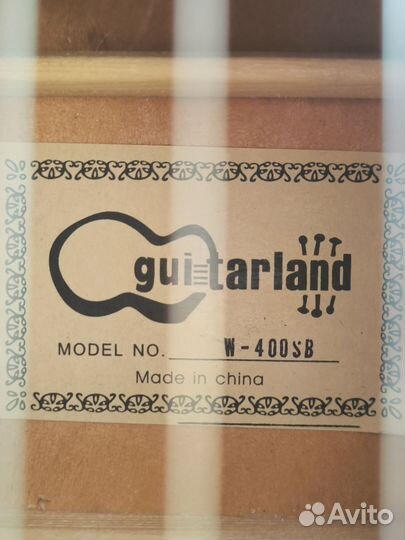 guitarland
MODEL NO. W-400SB
Made in china
Avito